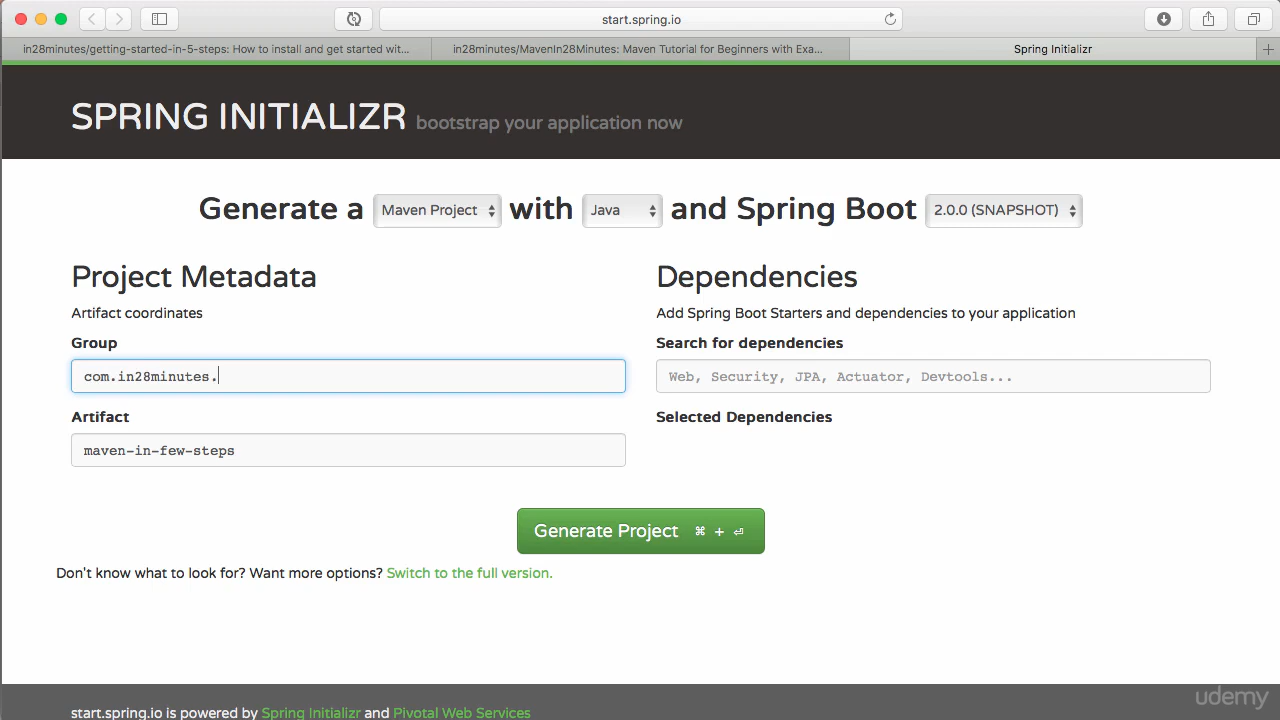 start.spring.io
in28minutes/getting-started-in-5-steps: How to install and get started wit...
in28minutes/MavenIn28Minutes: Maven Tutorial for Beginners with Exa...
Spring Initializr
SPRING INITIALIZR bootstrap your application now
Generate a Maven Project with Java and Spring Boot 2.0.0 (SNAPSHOT)
Project Metadata
Artifact coordinates
Group
com.in28minutes.
Artifact
maven-in-few-steps
Dependencies
Add Spring Boot Starters and dependencies to your application
Search for dependencies
Web, Security, JPA, Actuator, Devtools...
Selected Dependencies
Generate Project ⌘ + ⏎
Don't know what to look for? Want more options? Switch to the full version.
start.spring.io is powered by Spring Initializr and Pivotal Web Services
udemy